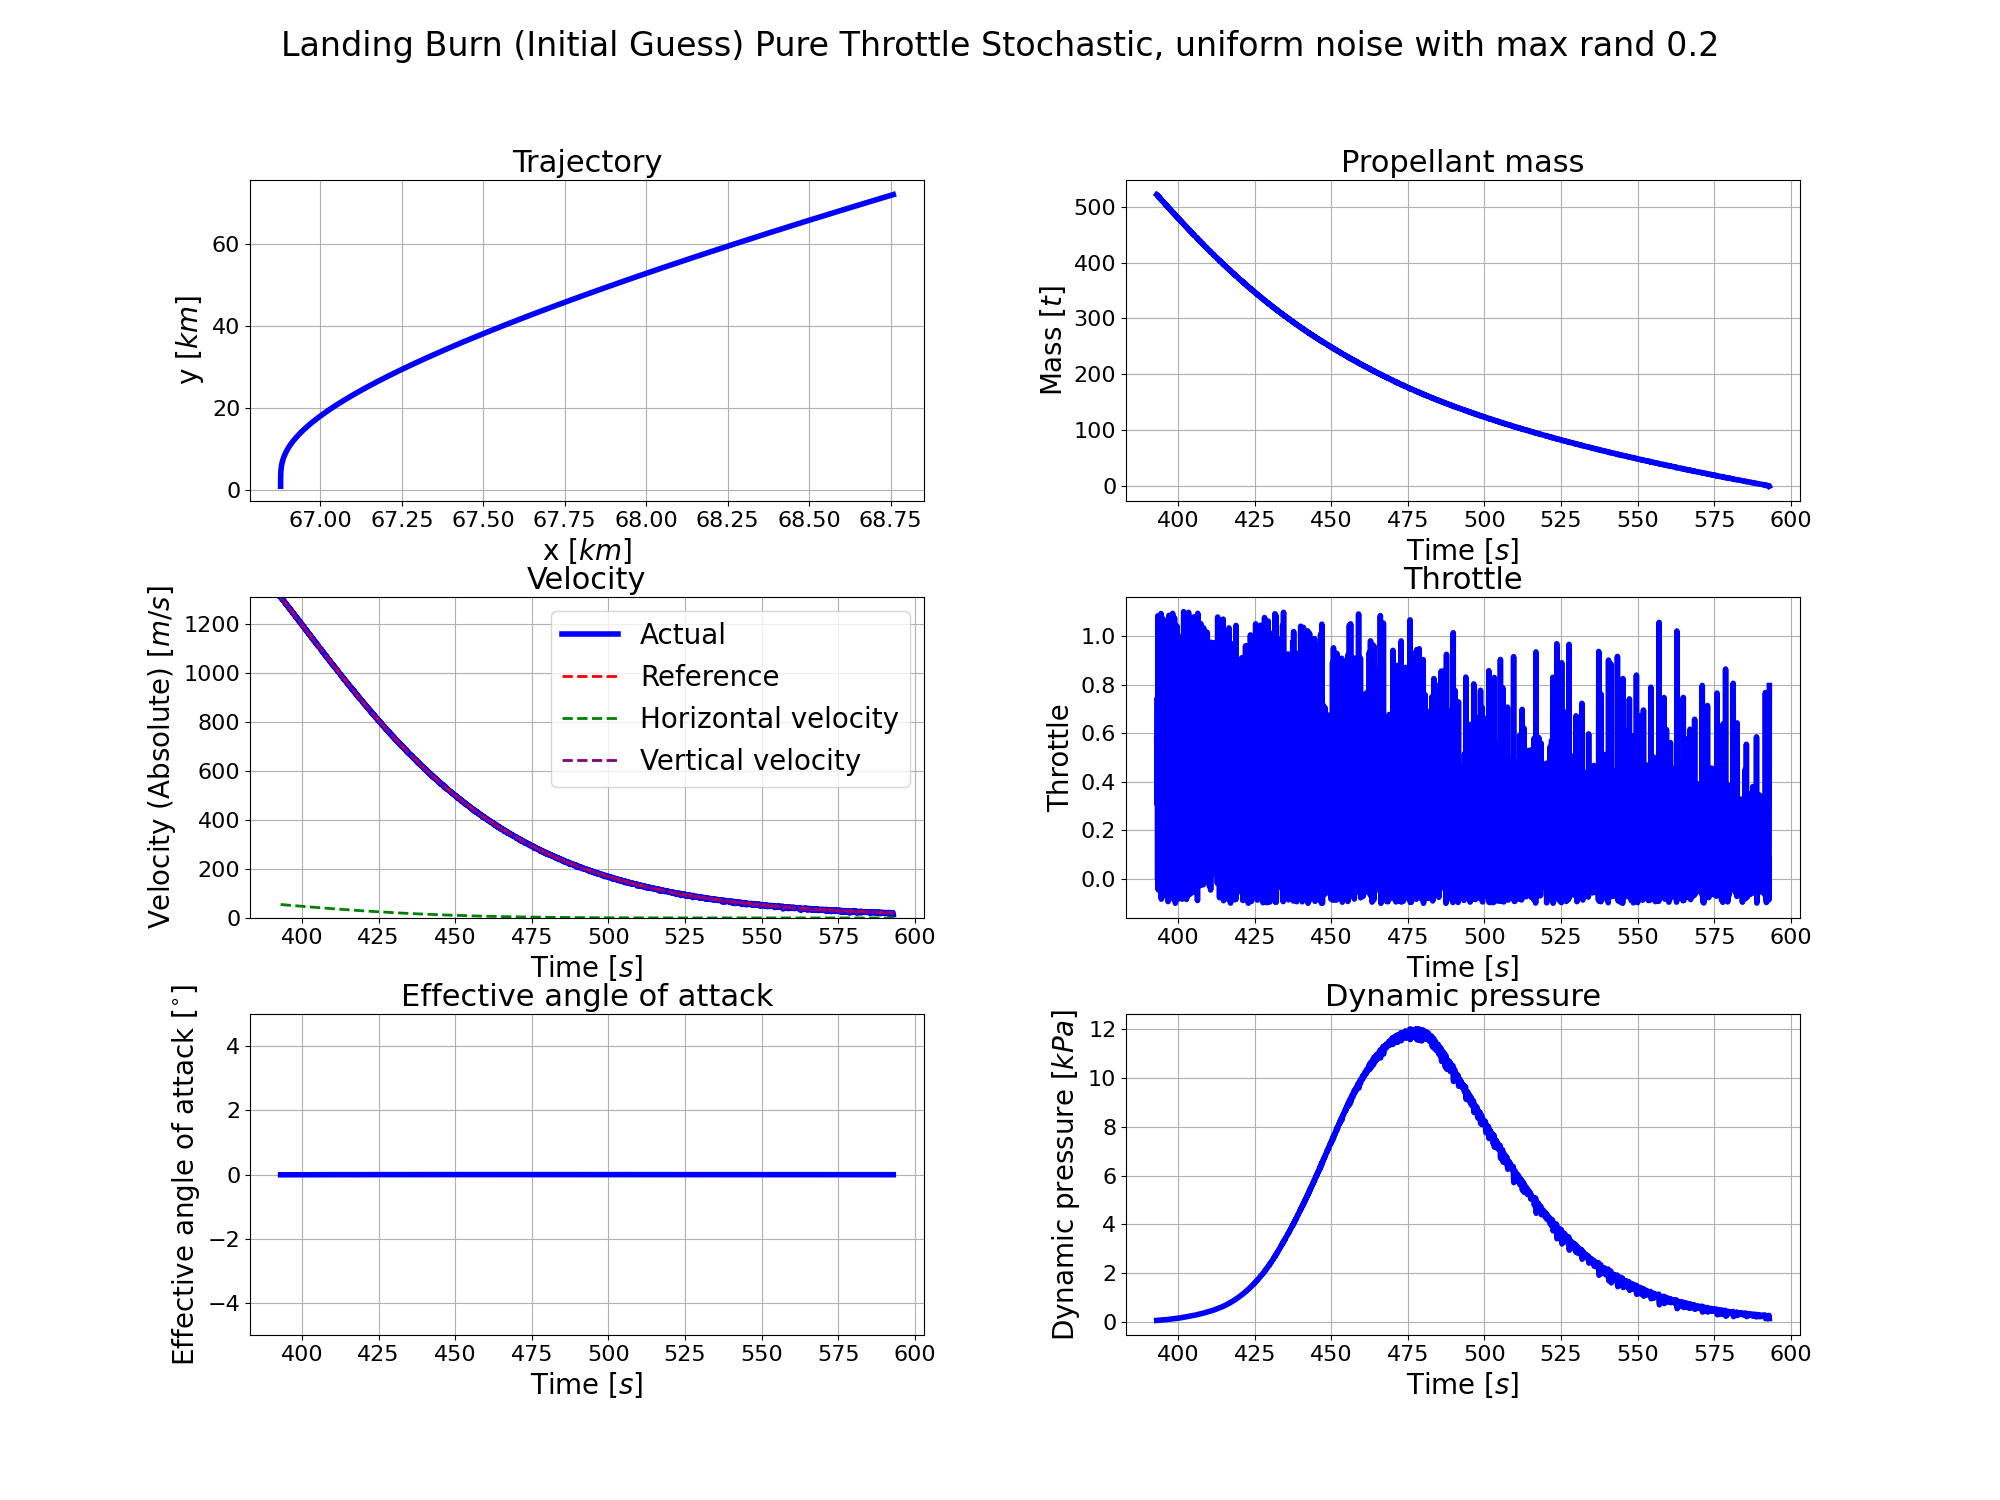 Landing Burn (Initial Guess) Pure Throttle Stochastic, uniform noise with max rand 0.2
Trajectory
y [km]
60
40
20
0
67.00 67.25 67.50 67.75 68.00 68.25 68.50 68.75
x [km]
Propellant mass
Mass [t]
500
400
300
200
100
0
400 425 450 475 500 525 550 575 600
Time [s]
Velocity
Velocity (Absolute) [m/s]
1200
1000
800
600
400
200
0
Actual
Reference
Horizontal velocity
Vertical velocity
400 425 450 475 500 525 550 575 600
Time [s]
Throttle
Throttle
1.0
0.8
0.6
0.4
0.2
0.0
400 425 450 475 500 525 550 575 600
Time [s]
Effective angle of attack
Effective angle of attack [°]
4
2
0
−2
−4
400 425 450 475 500 525 550 575 600
Time [s]
Dynamic pressure
Dynamic pressure [kPa]
12
10
8
6
4
2
0
400 425 450 475 500 525 550 575 600
Time [s]